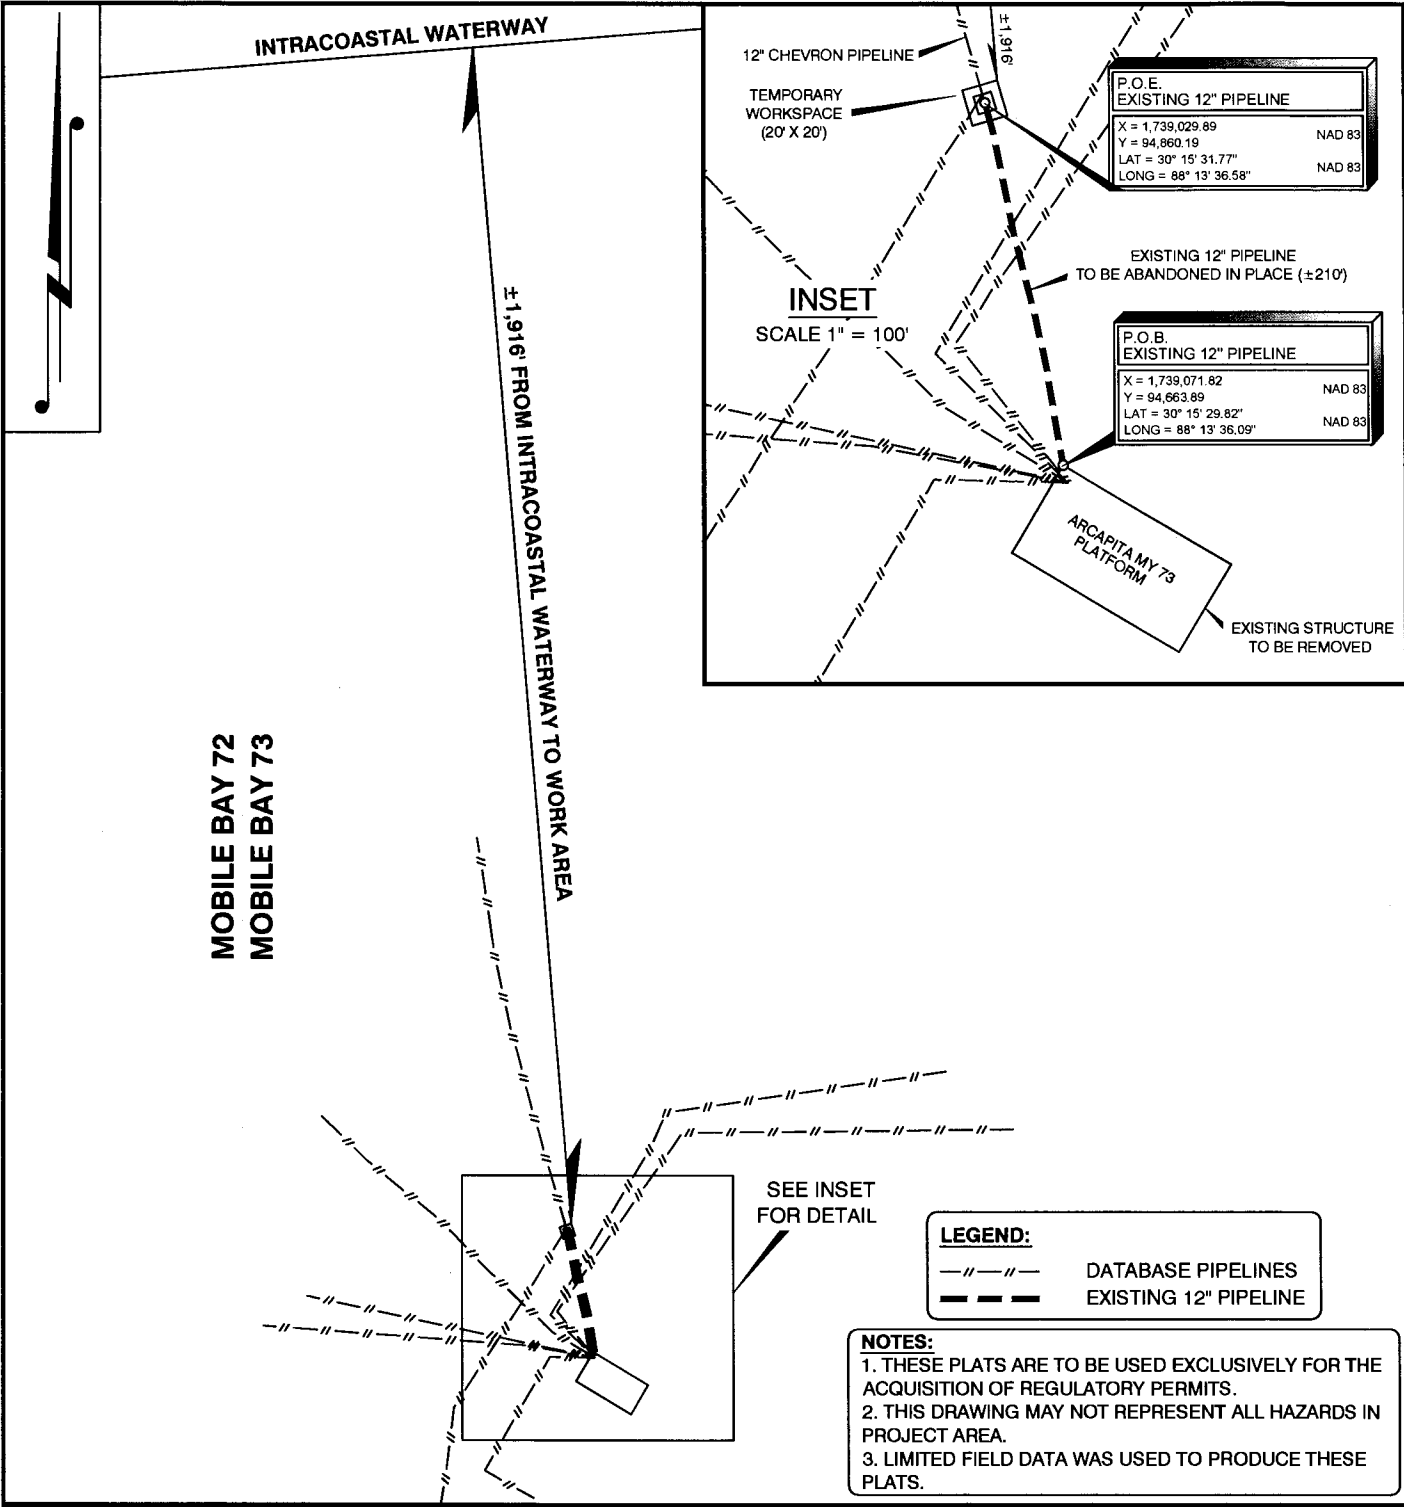 INTRACOASTAL WATERWAY
±1,916' FROM INTRACOASTAL WATERWAY TO WORK AREA
MOBILE BAY 72
MOBILE BAY 73
±1,916'
12" CHEVRON PIPELINE
TEMPORARY
WORKSPACE
(20' X 20')
P.O.E.
EXISTING 12" PIPELINE
X = 1,739,029.89
Y = 94,860.19
NAD 83
LAT = 30° 15' 31.77"
LONG = 88° 13' 36.58"
NAD 83
EXISTING 12" PIPELINE
TO BE ABANDONED IN PLACE (±210')
INSET
SCALE 1" = 100'
P.O.B.
EXISTING 12" PIPELINE
X = 1,739,071.82
Y = 94,663.89
NAD 83
LAT = 30° 15' 29.82"
LONG = 88° 13' 36.09"
NAD 83
ARCAPITA MY 73
PLATFORM
EXISTING STRUCTURE
TO BE REMOVED
SEE INSET
FOR DETAIL
LEGEND:
DATABASE PIPELINES
EXISTING 12" PIPELINE
NOTES:
1. THESE PLATS ARE TO BE USED EXCLUSIVELY FOR THE
ACQUISITION OF REGULATORY PERMITS.
2. THIS DRAWING MAY NOT REPRESENT ALL HAZARDS IN
PROJECT AREA.
3. LIMITED FIELD DATA WAS USED TO PRODUCE THESE
PLATS.